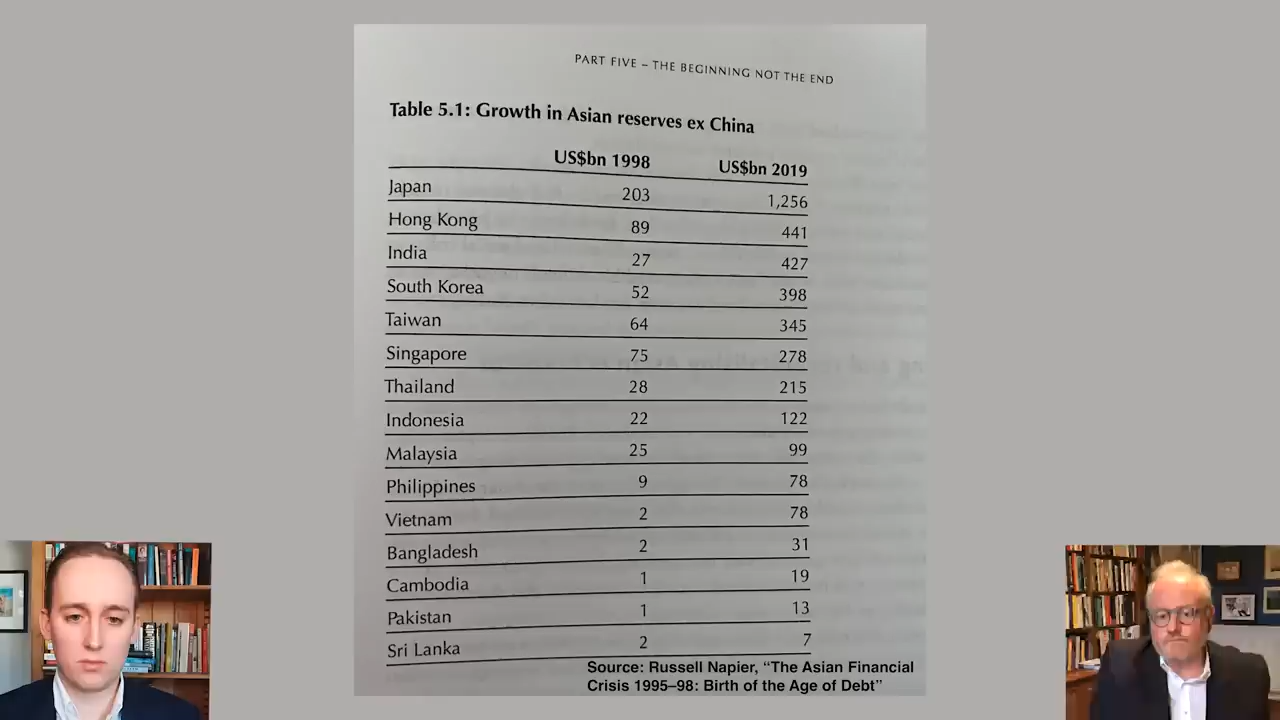 PART FIVE – THE BEGINNING NOT THE END
Table 5.1: Growth in Asian reserves ex China
US$bn 1998 US$bn 2019
Japan 203 1,256
Hong Kong 89 441
India 27 427
South Korea 52 398
Taiwan 64 345
Singapore 75 278
Thailand 28 215
Indonesia 22 122
Malaysia 25 99
Philippines 9 78
Vietnam 2 78
Bangladesh 2 31
Cambodia 1 19
Pakistan 1 13
Sri Lanka 2 7
Source: Russell Napier, “The Asian Financial
Crisis 1995–98: Birth of the Age of Debt”